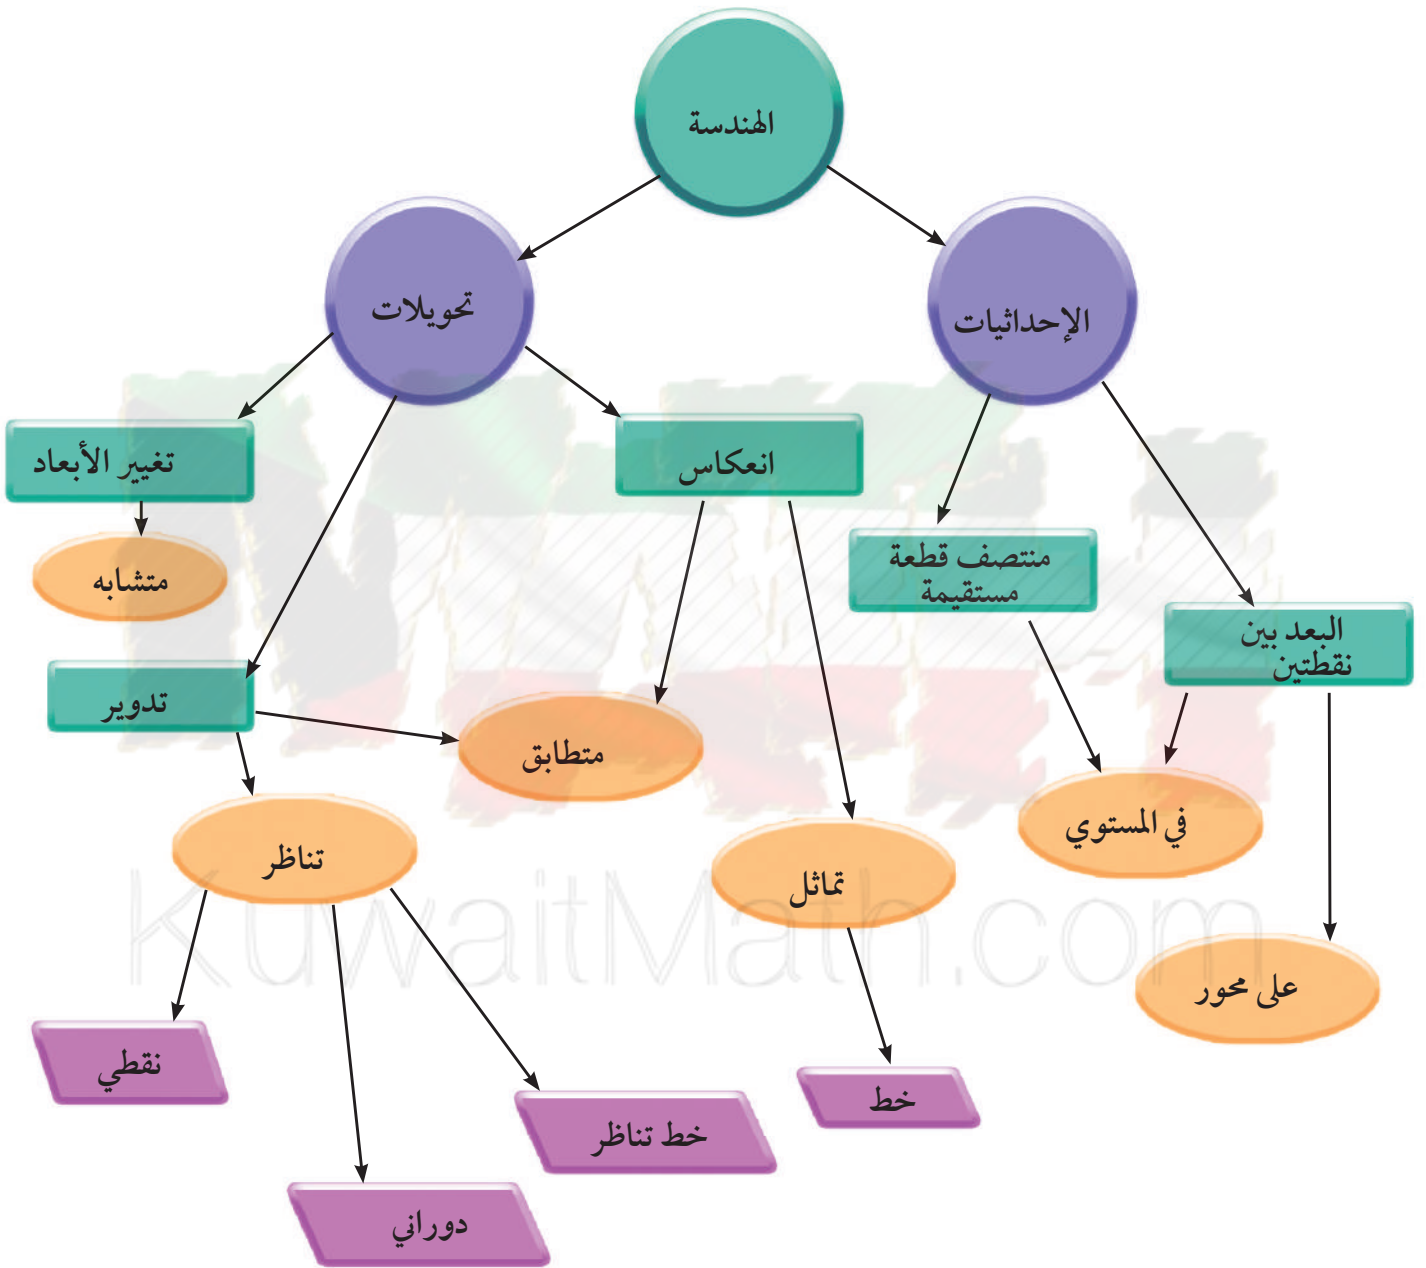 الهندسة
الإحداثيات
تحويلات
انعكاس
تغيير الأبعاد
منتصف قطعة
مستقيمة
متشابه
البعد بين
نقطتين
تدوير
متطابق
في المستوي
تناظر
تماثل
على محور
نقطي
خط
خط تناظر
دوراني
KuwaitMath.com